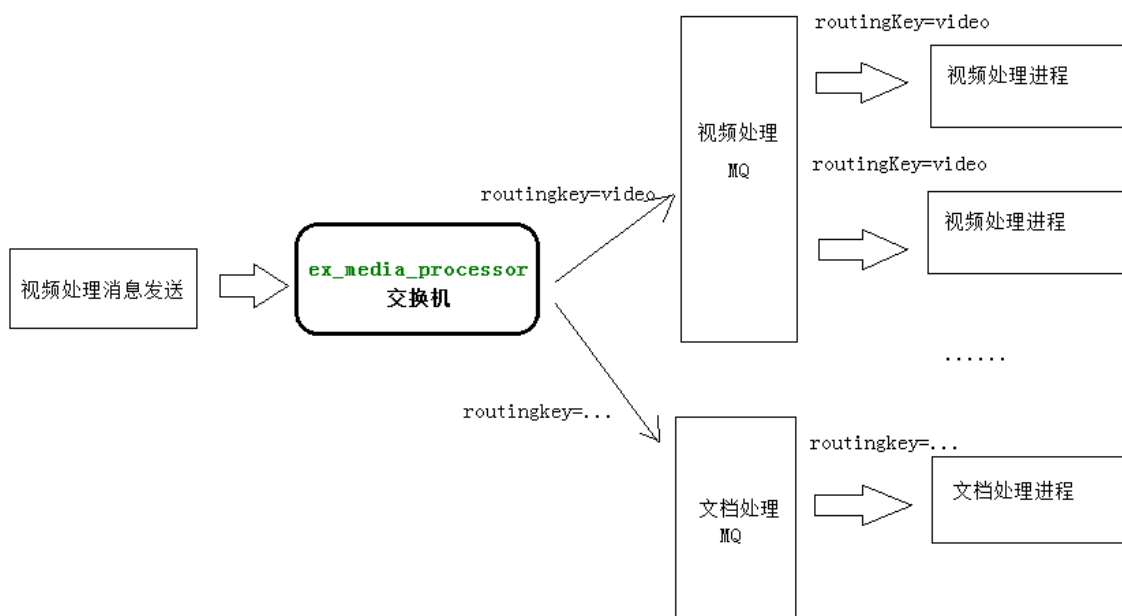 视频处理消息发送
ex_media_processor
交换机
routingkey=video
routingkey=...
视频处理
MQ
routingKey=video
视频处理进程
routingKey=video
视频处理进程
......
文档处理
MQ
routingkey=...
文档处理进程